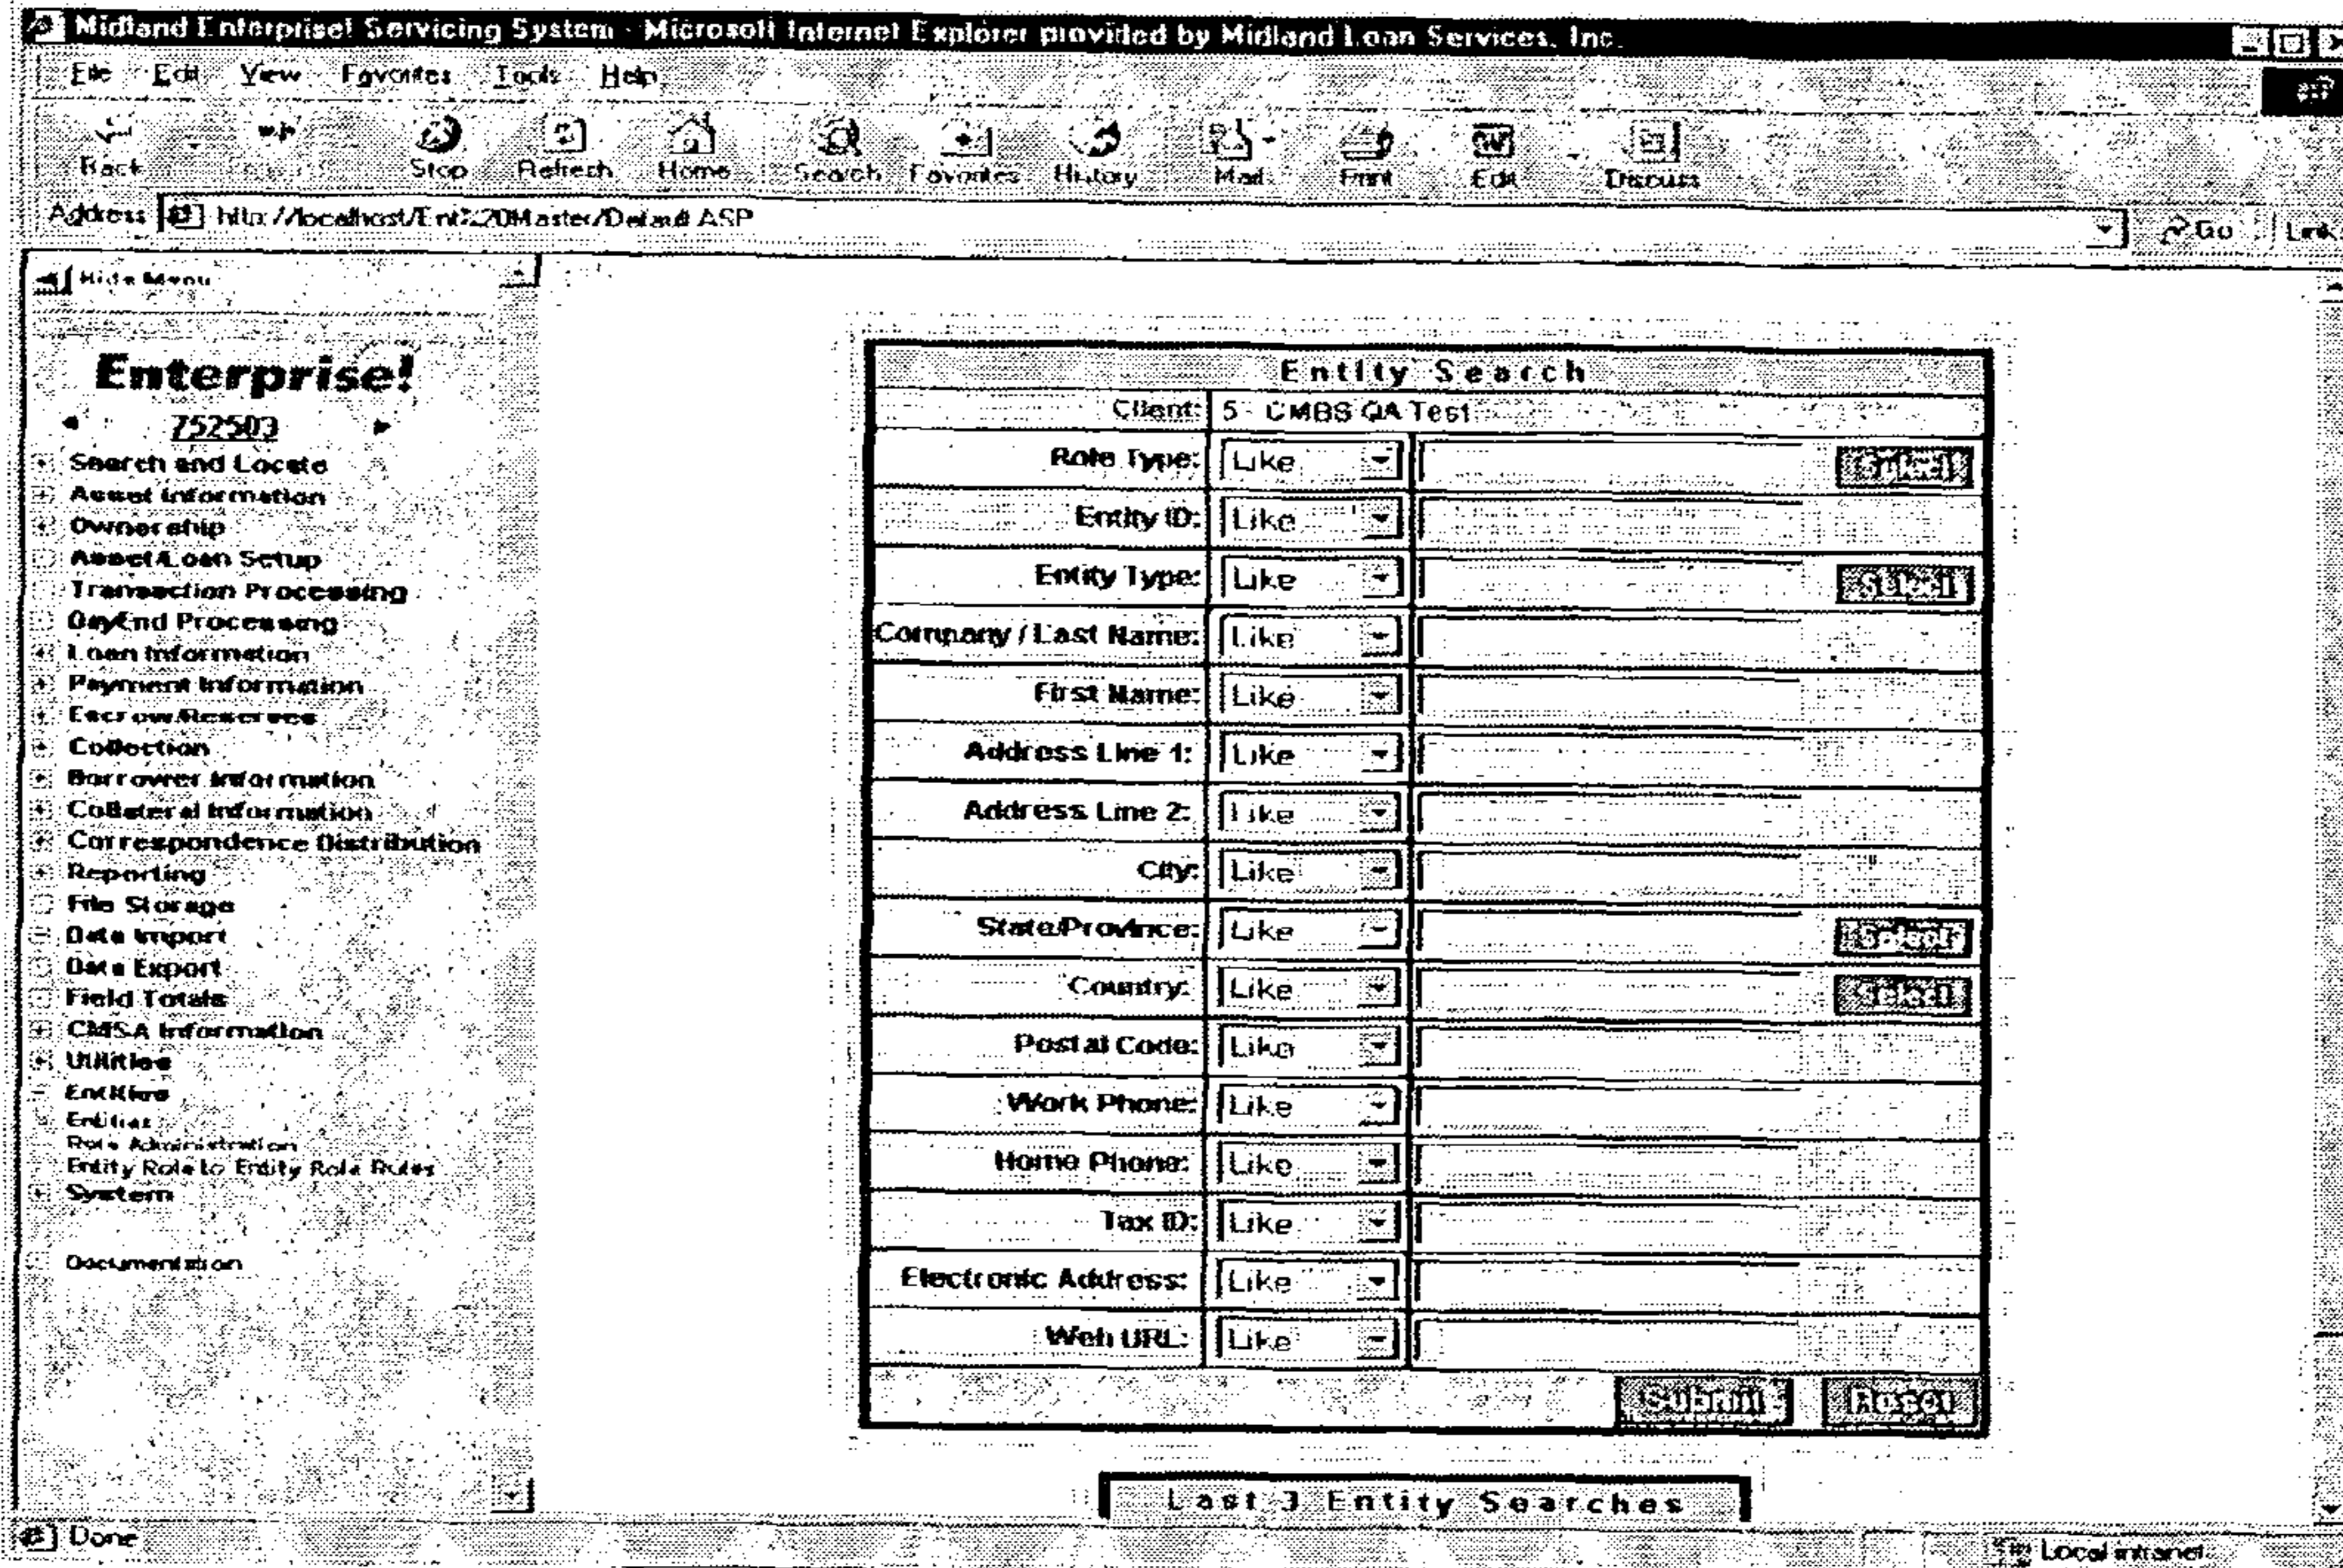 Midland Enterprise! Servicing System - Microsoft Internet Explorer provided by Midland Loan Services, Inc.
File Edit View Favorites Tools Help
Back Stop Refresh Home Search Favorites History Mail Print Edit Discuss
Address http://localhost/Ent%20Master/Default.ASP Go Links
Hide Menu
Enterprise!
752503
Search and Locate
Asset Information
Ownership
Asset/Loan Setup
Transaction Processing
DayEnd Processing
Loan Information
Payment Information
Escrow/Reserves
Collection
Borrower Information
Collateral Information
Correspondence Distribution
Reporting
File Storage
Data Import
Data Export
Field Totals
CMSA Information
Utilities
Entities
Entities
Role Administration
Entity Role to Entity Role Rules
System
Documentation
Entity Search
Client: 5 - CMBS QA Test
Role Type: Like Select
Entity ID: Like
Entity Type: Like Select
Company / Last Name: Like
First Name: Like
Address Line 1: Like
Address Line 2: Like
City: Like
State/Province: Like Select
Country: Like Select
Postal Code: Like
Work Phone: Like
Home Phone: Like
Tax ID: Like
Electronic Address: Like
Web URL: Like
Submit Reset
Last 3 Entity Searches
Done Local intranet